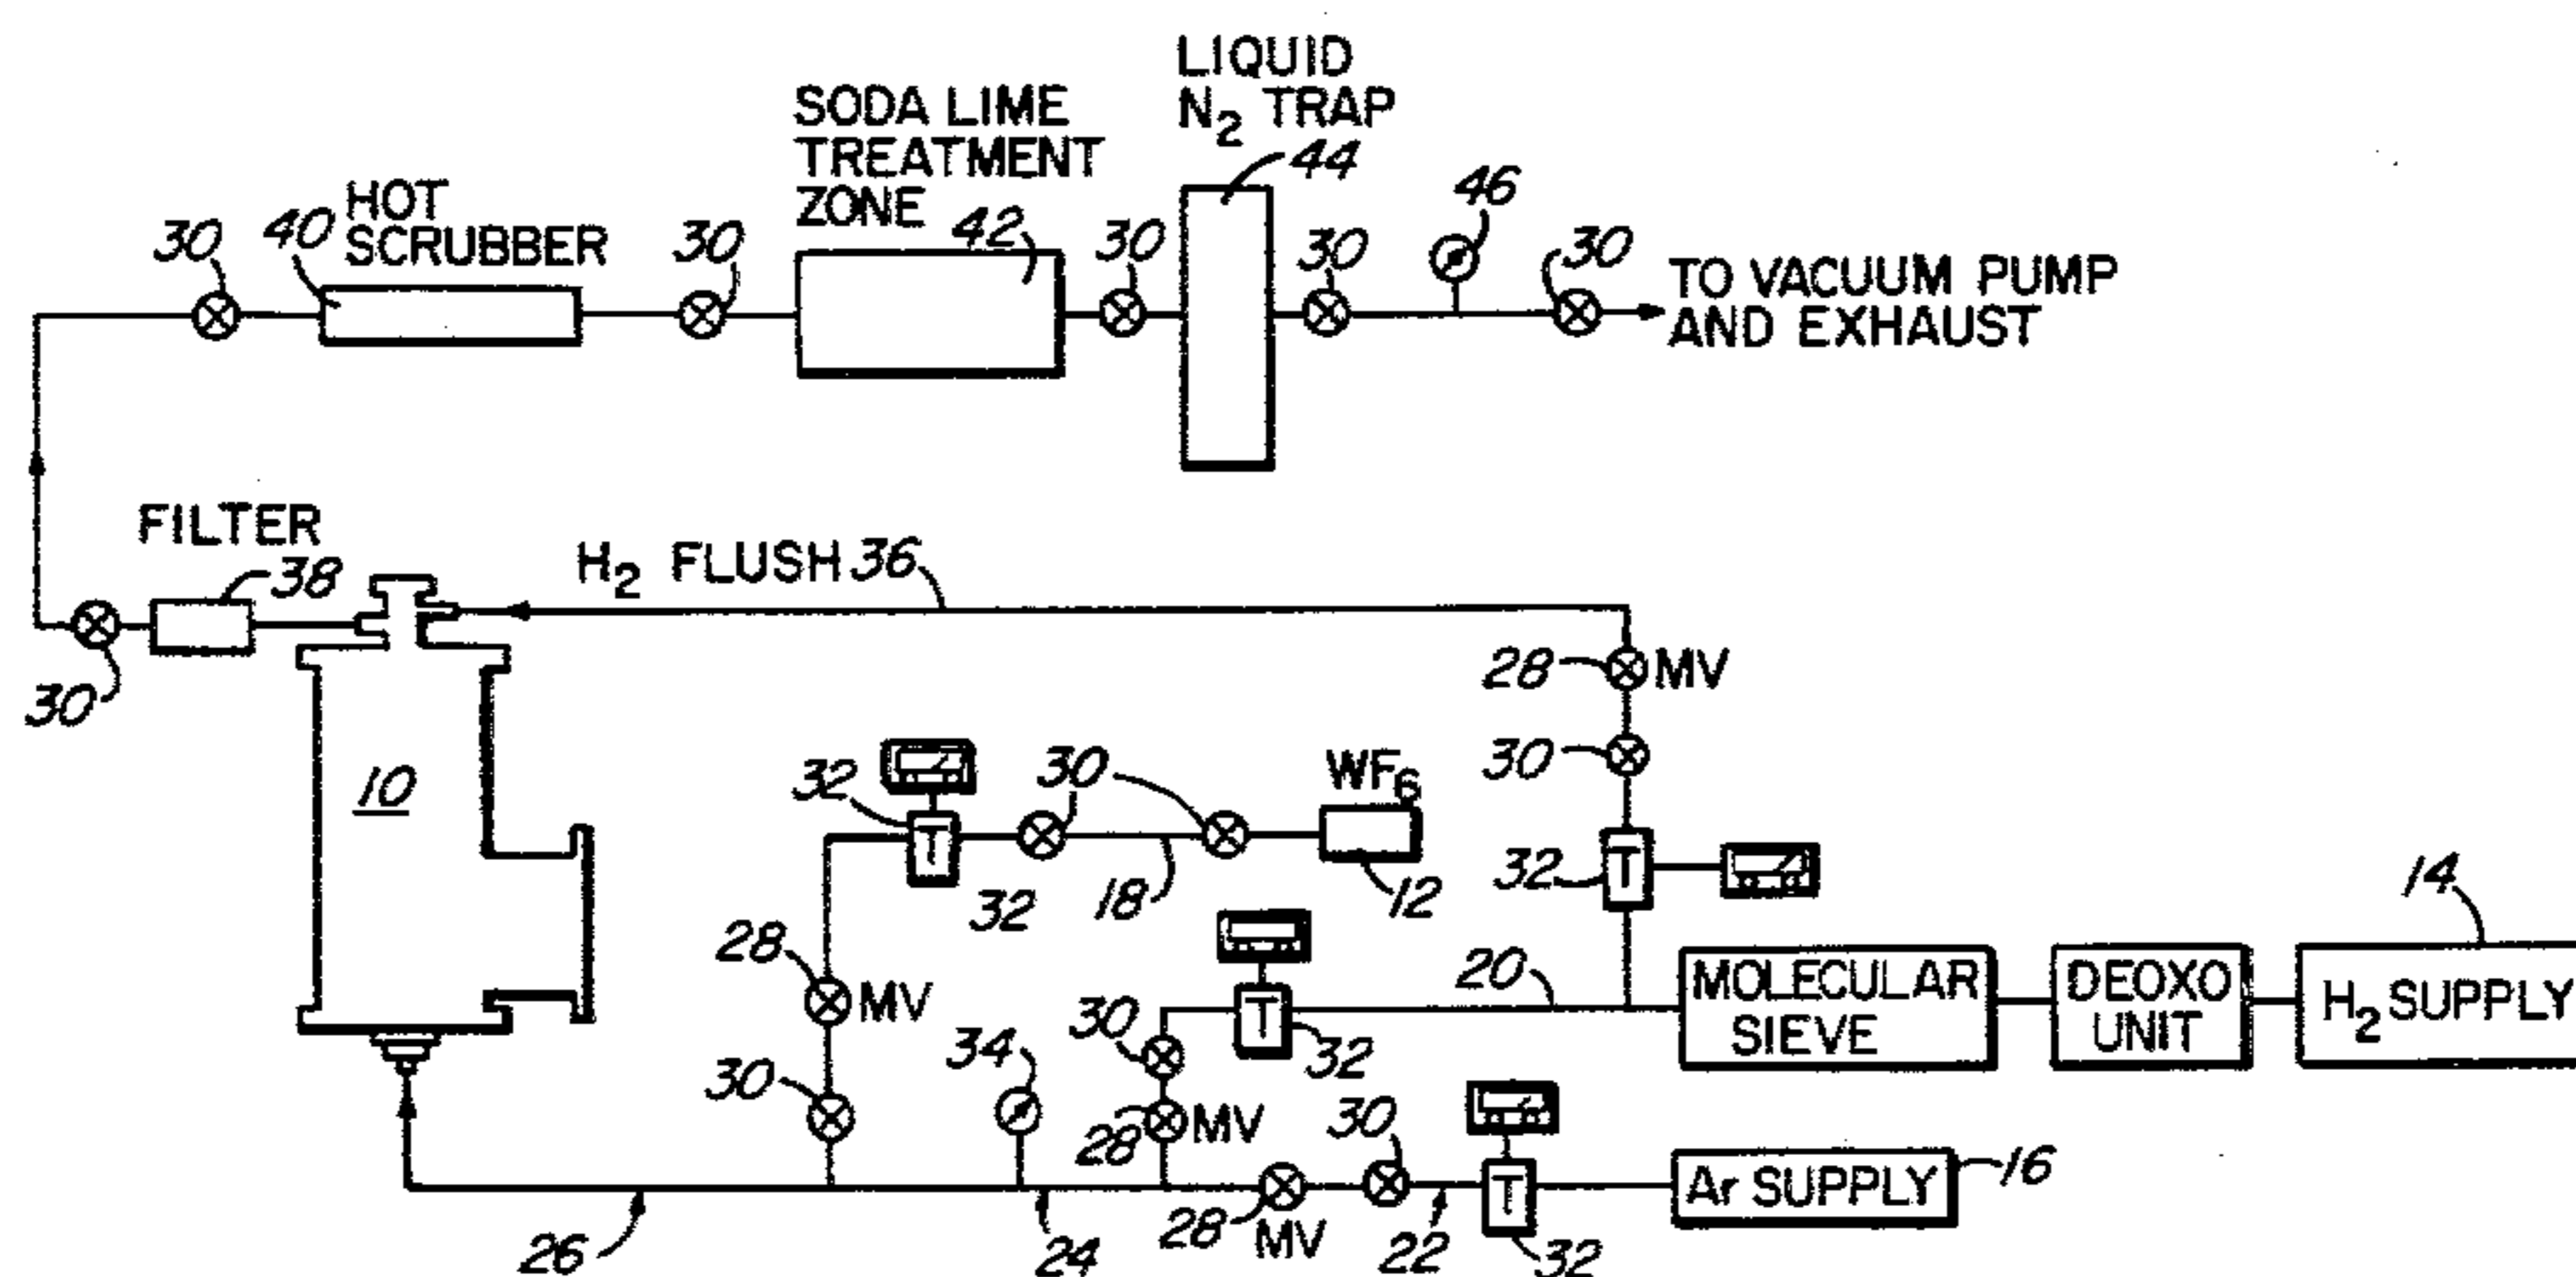 LIQUID
N2 TRAP
44
SODA LIME
TREATMENT
ZONE
42
HOT
SCRUBBER
40
30
30
30
30
46
30
TO VACUUM PUMP
AND EXHAUST
FILTER
38
30
H2 FLUSH 36
28
MV
30
32
10
32
30
WF6
12
18
32
28
MV
30
34
30
28
MV
20
32
MOLECULAR
SIEVE
DEOXO
UNIT
14
H2 SUPPLY
30
Ar SUPPLY
16
26
24
28
MV
22
32